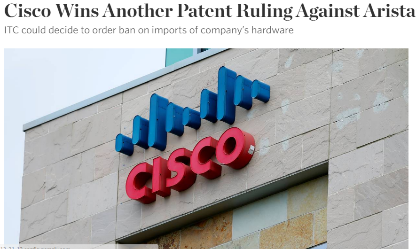 Cisco Wins Another Patent Ruling Against Arista
ITC could decide to order ban on imports of company's hardware
CISCO